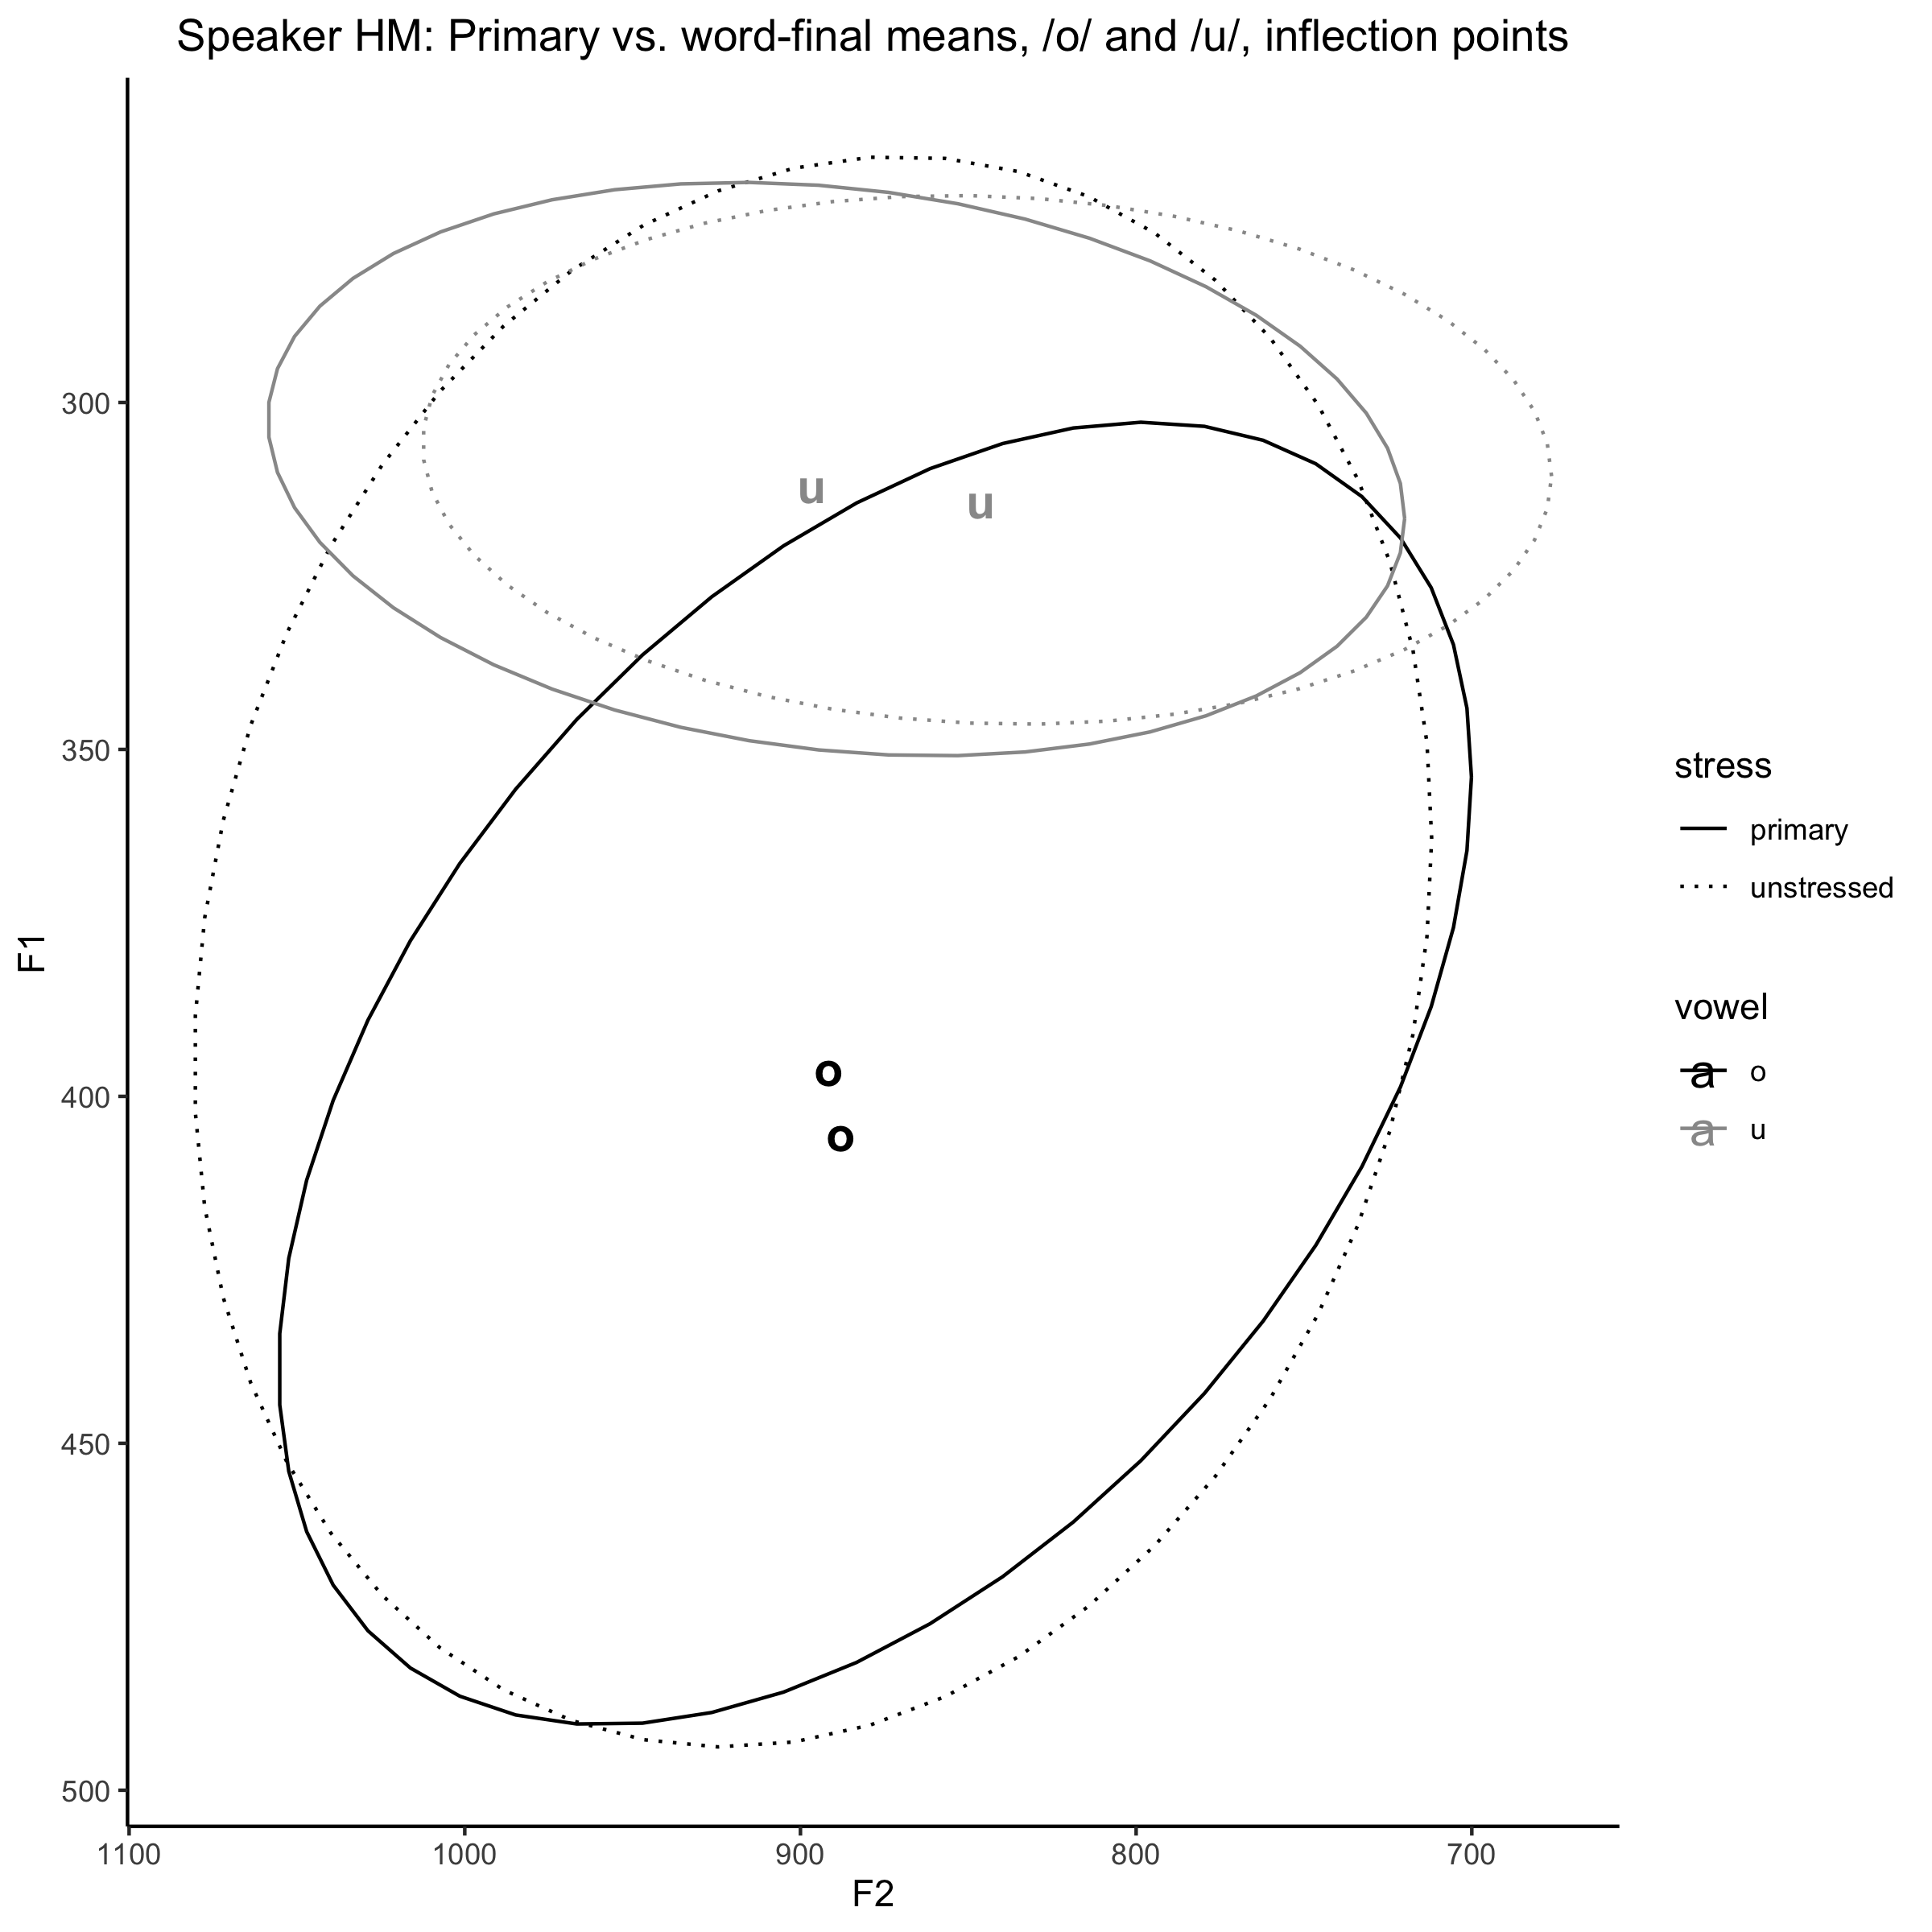 Speaker HM: Primary vs. word-final means, /o/ and /u/, inflection points
300
350
400
450
500
F1
u
u
o
o
1100 1000 900 800 700
F2
stress
primary
unstressed
vowel
a o
a u